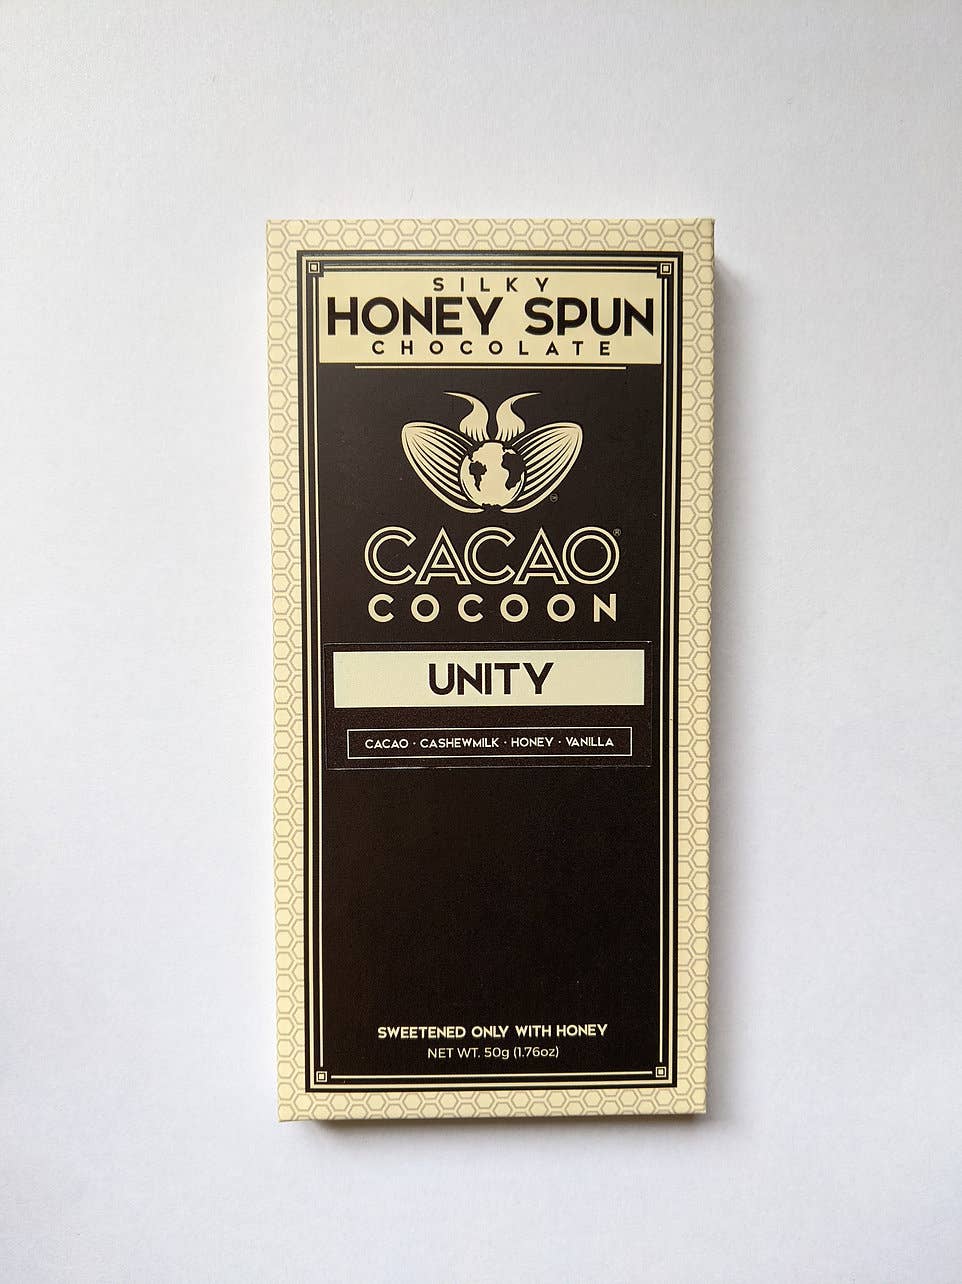 SILKY
HONEY SPUN
CHOCOLATE
™
CACAO®
COCOON
UNITY
CACAO · CASHEWMILK · HONEY · VANILLA
SWEETENED ONLY WITH HONEY
NET WT. 50g (1.76oz)